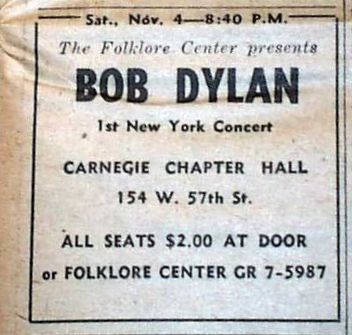 Sat., Nov. 4—8:40 P.M.
The Folklore Center presents
BOB DYLAN
1st New York Concert
CARNEGIE CHAPTER HALL
154 W. 57th St.
ALL SEATS $2.00 AT DOOR
or FOLKLORE CENTER GR 7-5987